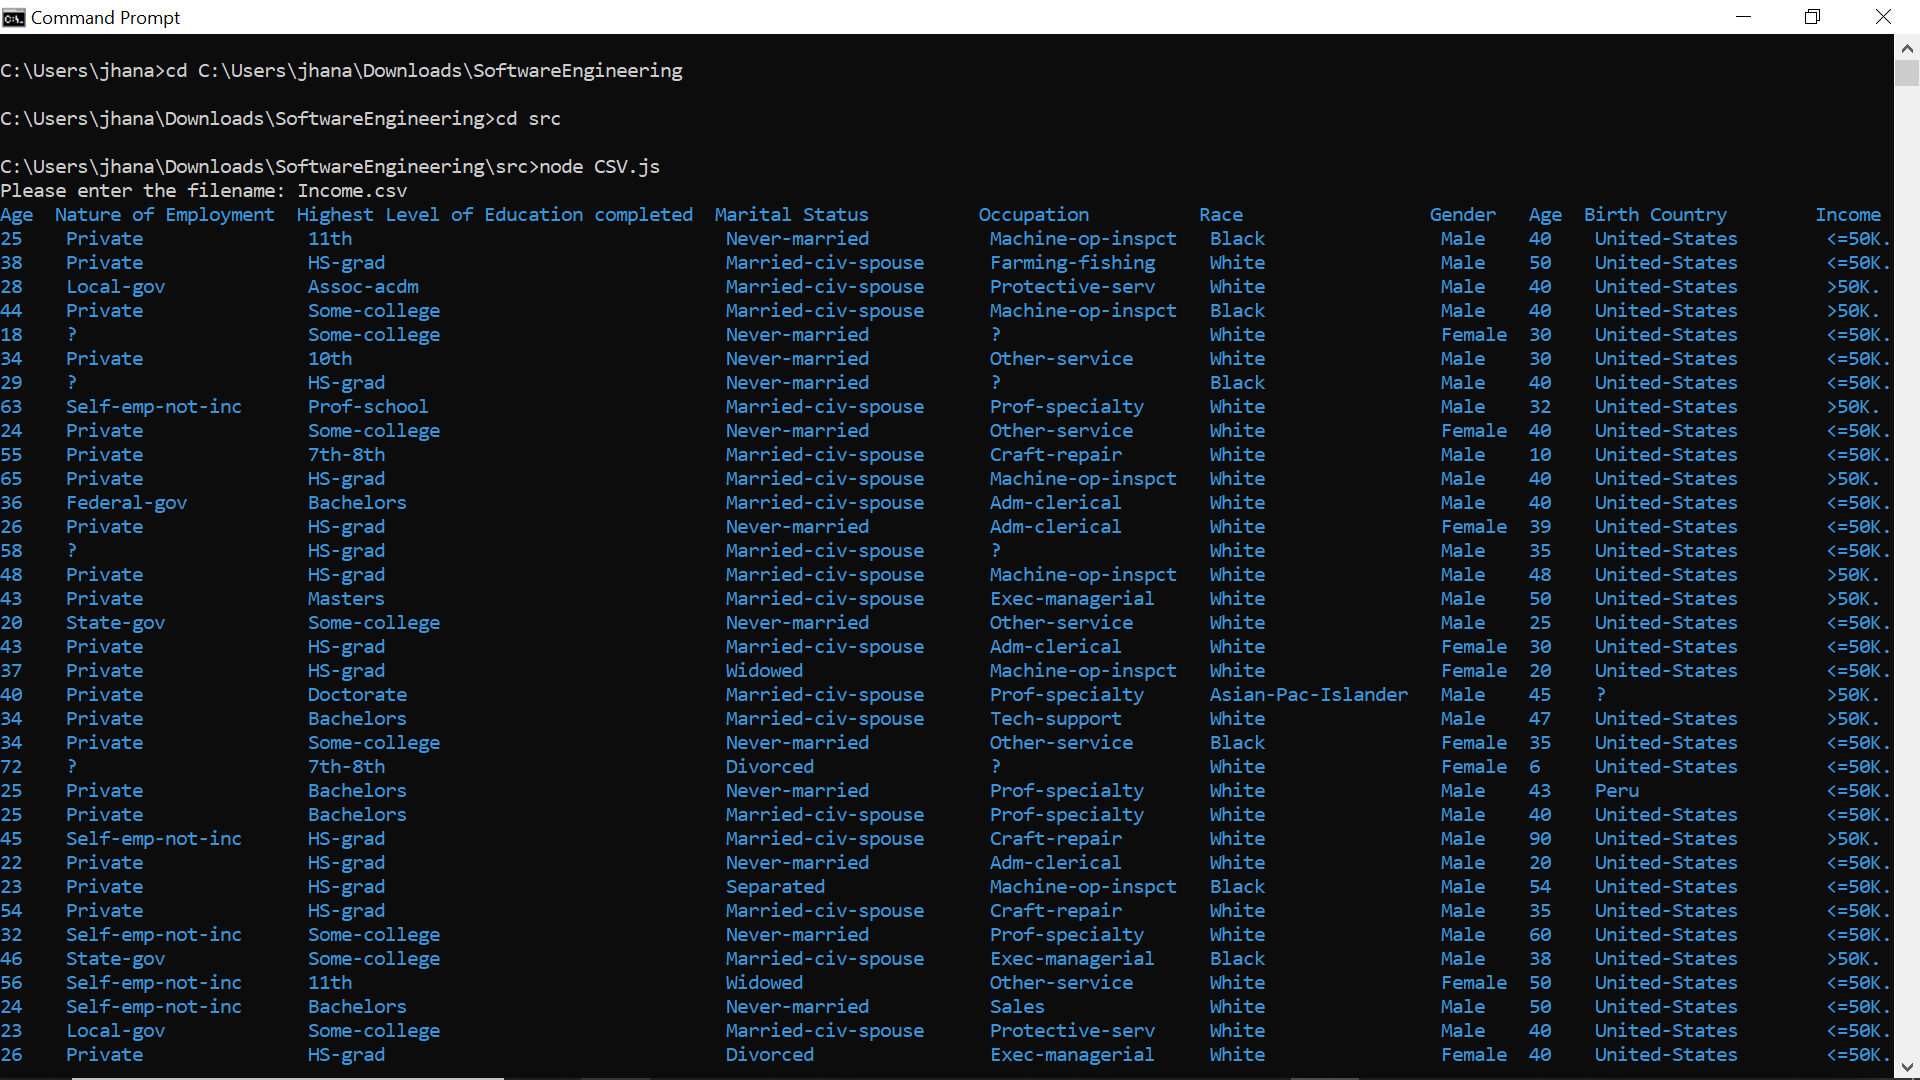 Command Prompt
C:\Users\jhana>cd C:\Users\jhana\Downloads\SoftwareEngineering
C:\Users\jhana\Downloads\SoftwareEngineering>cd src
C:\Users\jhana\Downloads\SoftwareEngineering\src>node CSV.js
Please enter the filename: Income.csv
Age Nature of Employment Highest Level of Education completed Marital Status Occupation Race Gender Age Birth Country Income
25 Private 11th Never-married Machine-op-inspct Black Male 40 United-States <=50K.
38 Private HS-grad Married-civ-spouse Farming-fishing White Male 50 United-States <=50K.
28 Local-gov Assoc-acdm Married-civ-spouse Protective-serv White Male 40 United-States >50K.
44 Private Some-college Married-civ-spouse Machine-op-inspct Black Male 40 United-States >50K.
18 ? Some-college Never-married ? White Female 30 United-States <=50K.
34 Private 10th Never-married Other-service White Male 30 United-States <=50K.
29 ? HS-grad Never-married ? Black Male 40 United-States <=50K.
63 Self-emp-not-inc Prof-school Married-civ-spouse Prof-specialty White Male 32 United-States >50K.
24 Private Some-college Never-married Other-service White Female 40 United-States <=50K.
55 Private 7th-8th Married-civ-spouse Craft-repair White Male 10 United-States <=50K.
65 Private HS-grad Married-civ-spouse Machine-op-inspct White Male 40 United-States >50K.
36 Federal-gov Bachelors Married-civ-spouse Adm-clerical White Male 40 United-States <=50K.
26 Private HS-grad Never-married Adm-clerical White Female 39 United-States <=50K.
58 ? HS-grad Married-civ-spouse ? White Male 35 United-States <=50K.
48 Private HS-grad Married-civ-spouse Machine-op-inspct White Male 48 United-States >50K.
43 Private Masters Married-civ-spouse Exec-managerial White Male 50 United-States >50K.
20 State-gov Some-college Never-married Other-service White Male 25 United-States <=50K.
43 Private HS-grad Married-civ-spouse Adm-clerical White Female 30 United-States <=50K.
37 Private HS-grad Widowed Machine-op-inspct White Female 20 United-States <=50K.
40 Private Doctorate Married-civ-spouse Prof-specialty Asian-Pac-Islander Male 45 ? >50K.
34 Private Bachelors Married-civ-spouse Tech-support White Male 47 United-States >50K.
34 Private Some-college Never-married Other-service Black Female 35 United-States <=50K.
72 ? 7th-8th Divorced ? White Female 6 United-States <=50K.
25 Private Bachelors Never-married Prof-specialty White Male 43 Peru <=50K.
25 Private Bachelors Married-civ-spouse Prof-specialty White Male 40 United-States <=50K.
45 Self-emp-not-inc HS-grad Married-civ-spouse Craft-repair White Male 90 United-States >50K.
22 Private HS-grad Never-married Adm-clerical White Male 20 United-States <=50K.
23 Private HS-grad Separated Machine-op-inspct Black Male 54 United-States <=50K.
54 Private HS-grad Married-civ-spouse Craft-repair White Male 35 United-States <=50K.
32 Self-emp-not-inc Some-college Never-married Prof-specialty White Male 60 United-States <=50K.
46 State-gov Some-college Married-civ-spouse Exec-managerial Black Male 38 United-States >50K.
56 Self-emp-not-inc 11th Widowed Other-service White Female 50 United-States <=50K.
24 Self-emp-not-inc Bachelors Never-married Sales White Male 50 United-States <=50K.
23 Local-gov Some-college Married-civ-spouse Protective-serv White Male 40 United-States <=50K.
26 Private HS-grad Divorced Exec-managerial White Female 40 United-States <=50K.